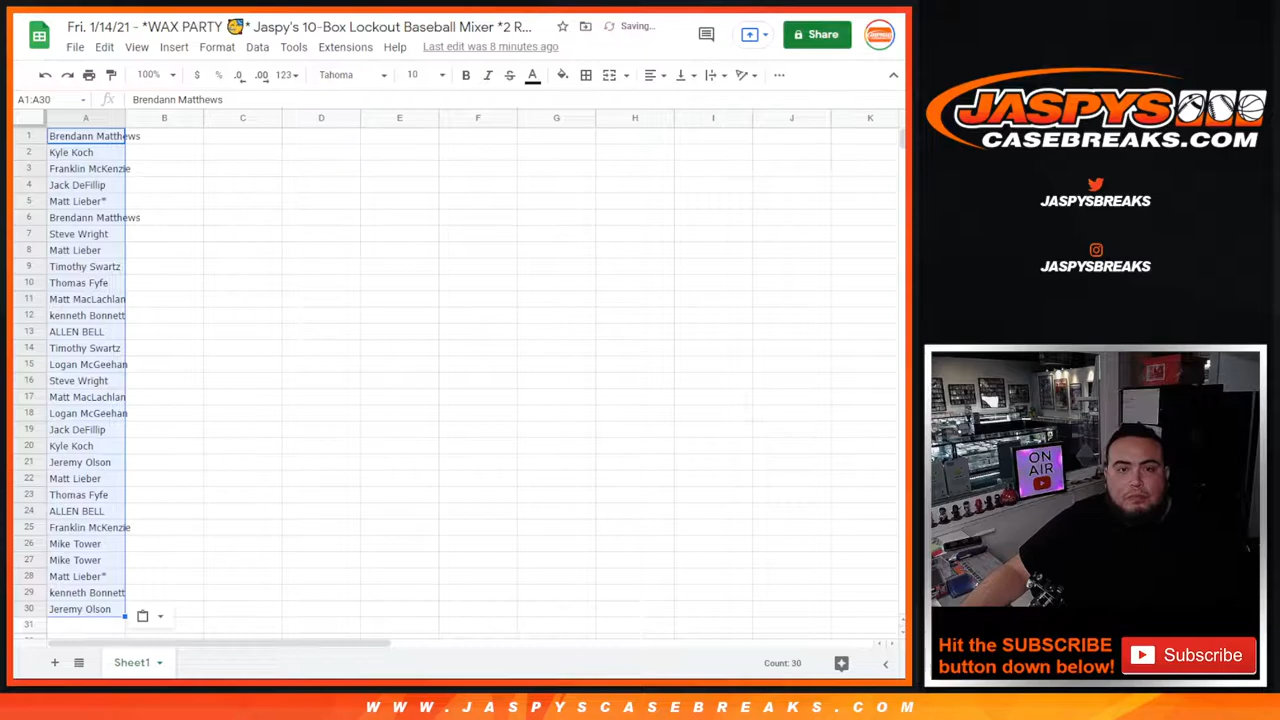 Fri. 1/14/21 - *WAX PARTY 🥳* Jaspy's 10-Box Lockout Baseball Mixer *2 R...
Saving...
Share
File Edit View Insert Format Data Tools Extensions Help Last edit was 8 minutes ago
100% $ % .0 .00 123 Tahoma 10 B I S A
A1:A30 fx Brendann Matthews
A B C D E F G H I J K
1 Brendann Matthews
2 Kyle Koch
3 Franklin McKenzie
4 Jack DeFillip
5 Matt Lieber*
6 Brendann Matthews
7 Steve Wright
8 Matt Lieber
9 Timothy Swartz
10 Thomas Fyfe
11 Matt MacLachlan
12 kenneth Bonnett
13 ALLEN BELL
14 Timothy Swartz
15 Logan McGeehan
16 Steve Wright
17 Matt MacLachlan
18 Logan McGeehan
19 Jack DeFillip
20 Kyle Koch
21 Jeremy Olson
22 Matt Lieber
23 Thomas Fyfe
24 ALLEN BELL
25 Franklin McKenzie
26 Mike Tower
27 Mike Tower
28 Matt Lieber*
29 kenneth Bonnett
30 Jeremy Olson
31
Sheet1
Count: 30
JASPYS
CASEBREAKS.COM
JASPYSBREAKS
JASPYSBREAKS
ON
AIR
Hit the SUBSCRIBE
button down below!
Subscribe
WWW.JASPYSCASEBREAKS.COM